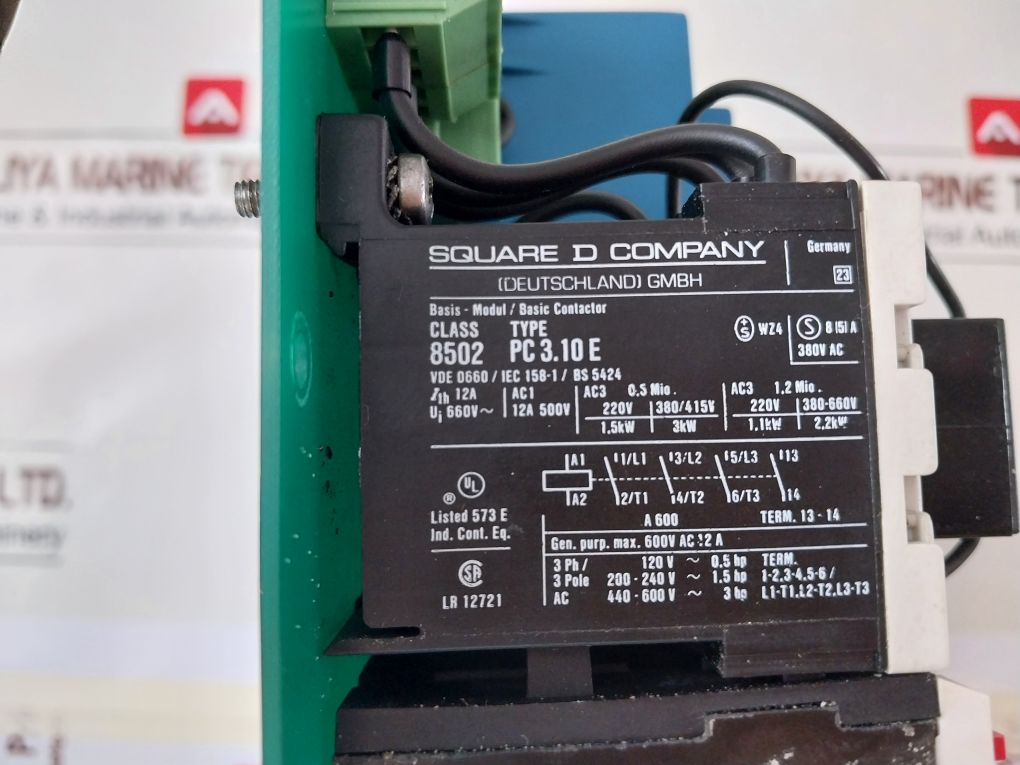 SQUARE D COMPANY
(DEUTSCHLAND) GMBH
Germany
23
Basis - Modul / Basic Contactor
CLASS TYPE
8502 PC 3.10 E
+S WZ4
S 8 (5) A
380V AC
VDE 0660 / IEC 158-1 / BS 5424
Ith 12A
Ui 660V~
AC1
12A 500V
AC3 0,5 Mio.
220V 380/415V
1,5kW 3kW
AC3 1,2 Mio.
220V 380-660V
1,1kW 2,2kW
A1 1/L1 3/L2 5/L3 13
A2 2/T1 4/T2 6/T3 14
UL ®
Listed 573 E
Ind. Cont. Eq.
SA
LR 12721
A 600 TERM. 13 - 14
Gen. purp. max. 600V AC 12 A
3 Ph / 120 V ~ 0.5 hp TERM.
3 Pole 200-240 V ~ 1.5 hp 1-2,3-4,5-6 /
AC 440-600 V ~ 3 hp L1-T1,L2-T2,L3-T3
MARINE
LTD.